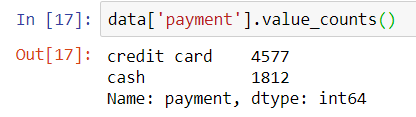 In [17]: data['payment'].value_counts()
Out[17]: credit card    4577
cash           1812
Name: payment, dtype: int64